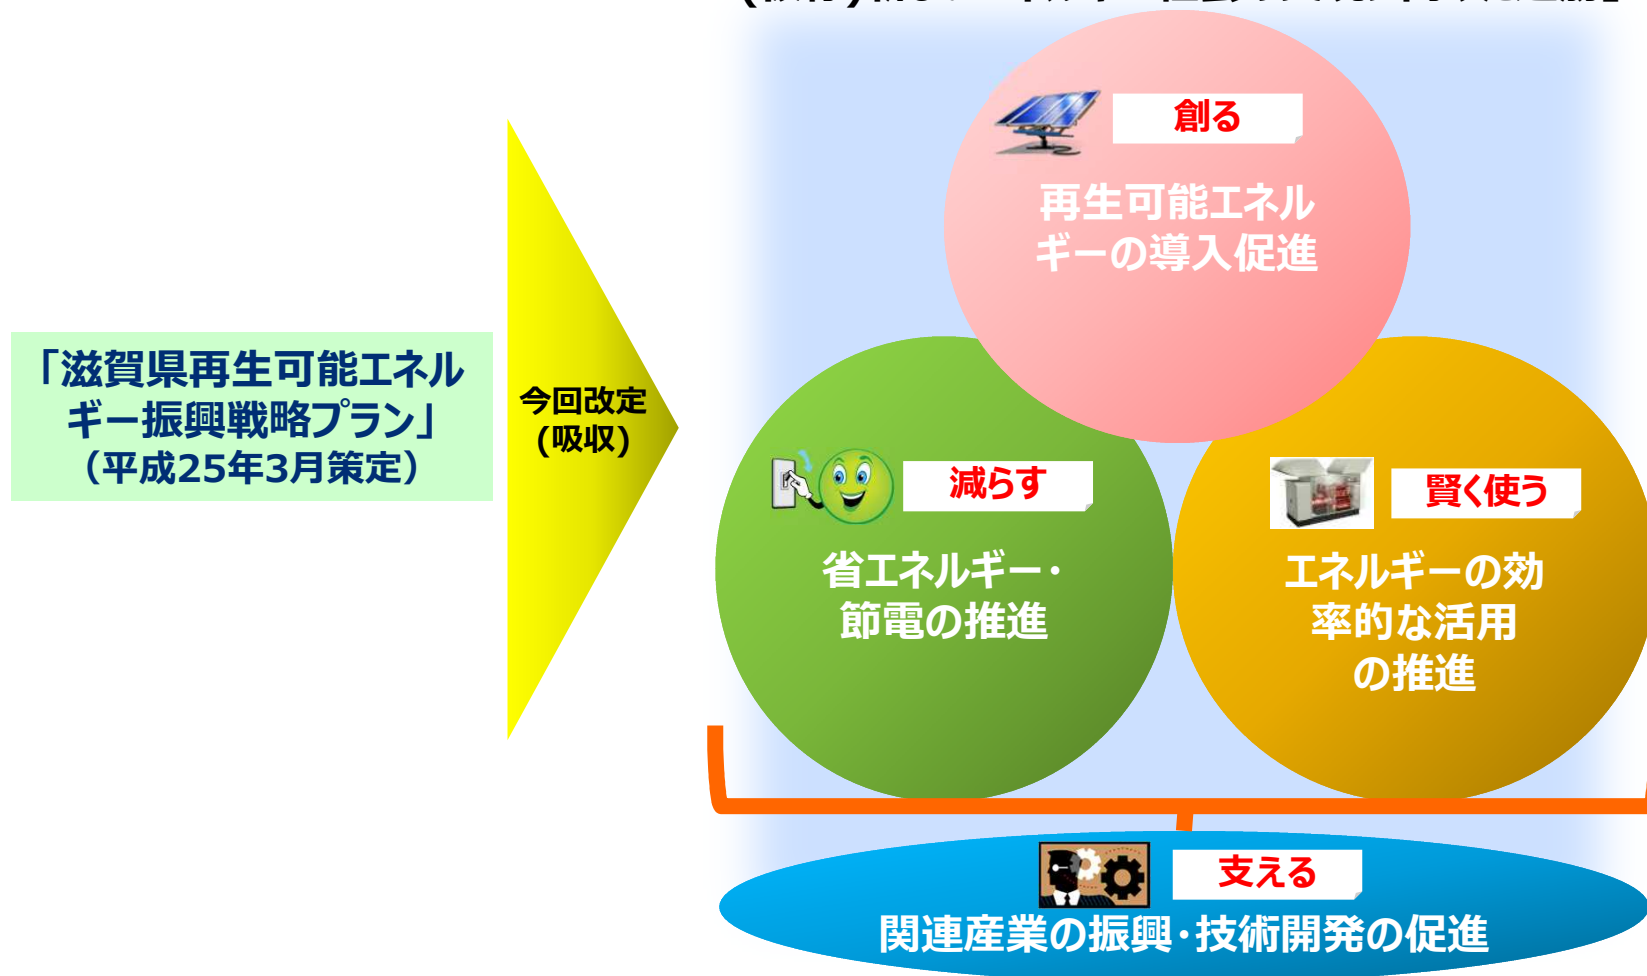 「滋賀県再生可能エネル
ギー振興戦略プラン」
（平成25年3月策定）
今回改定
(吸収)
創る
再生可能エネル
ギーの導入促進
減らす
省エネルギー・
節電の推進
賢く使う
エネルギーの効
率的な活用
の推進
支える
関連産業の振興・技術開発の促進